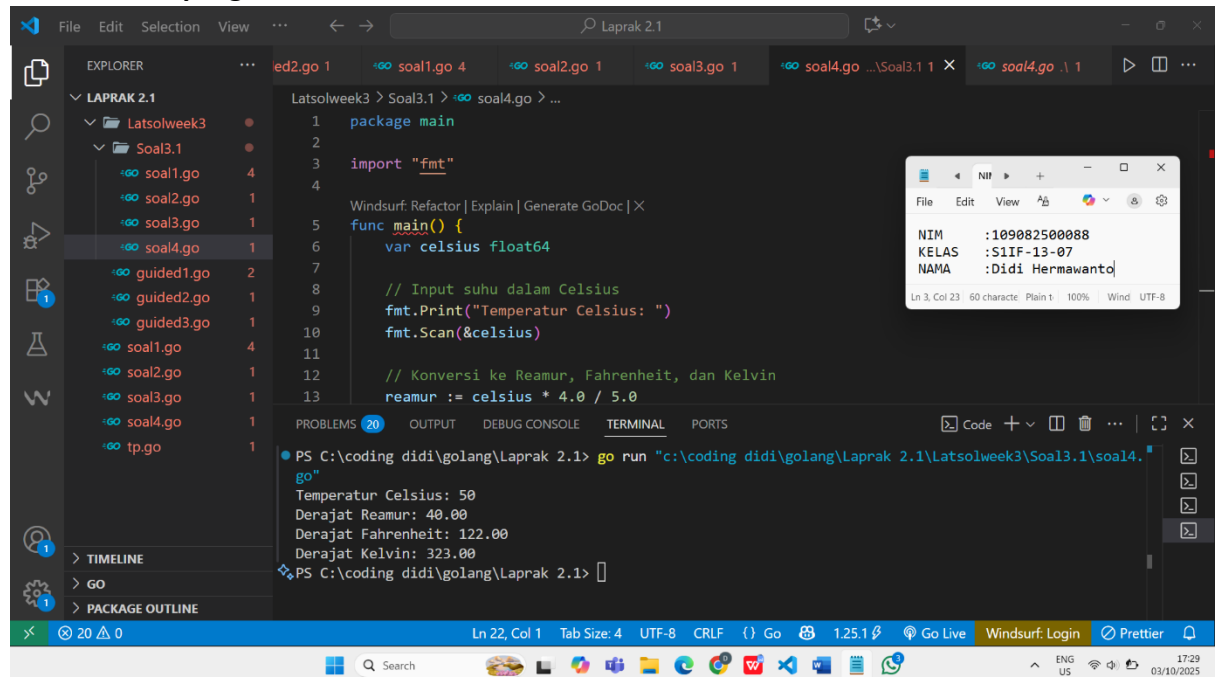 File Edit Selection View ... Laprak 2.1
EXPLORER ...
ed2.go 1 soal1.go 4 soal2.go 1 soal3.go 1 soal4.go ...\Soal3.1 1 soal4.go .\ 1
LAPRAK 2.1
Latsolweek3
Soal3.1
soal1.go 4
soal2.go 1
soal3.go 1
soal4.go 1
guided1.go 2
guided2.go 1
guided3.go 1
soal1.go 4
soal2.go 1
soal3.go 1
soal4.go 1
tp.go 1
TIMELINE
GO
PACKAGE OUTLINE
Latsolweek3 > Soal3.1 > soal4.go > ...
1 package main
2
3 import "fmt"
4
Windsurf: Refactor | Explain | Generate GoDoc | X
5 func main() {
6 var celsius float64
7
8 // Input suhu dalam Celsius
9 fmt.Print("Temperatur Celsius: ")
10 fmt.Scan(&celsius)
11
12 // Konversi ke Reamur, Fahrenheit, dan Kelvin
13 reamur := celsius * 4.0 / 5.0
File Edit View
NIM :109082500088
KELAS :S1IF-13-07
NAMA :Didi Hermawanto
Ln 3, Col 23 60 characte Plain t 100% Wind UTF-8
PROBLEMS 20 OUTPUT DEBUG CONSOLE TERMINAL PORTS Code
PS C:\coding didi\golang\Laprak 2.1> go run "c:\coding didi\golang\Laprak 2.1\Latsolweek3\Soal3.1\soal4.
go"
Temperatur Celsius: 50
Derajat Reamur: 40.00
Derajat Fahrenheit: 122.00
Derajat Kelvin: 323.00
PS C:\coding didi\golang\Laprak 2.1>
20 0 Ln 22, Col 1 Tab Size: 4 UTF-8 CRLF {} Go 1.25.1 Go Live Windsurf: Login Prettier
Search ENG US 17:29 03/10/2025